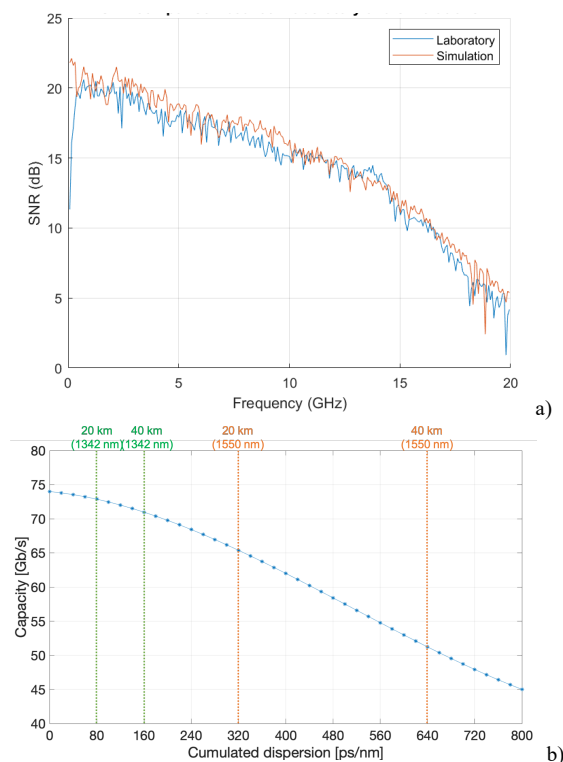 25
Laboratory
Simulation
20
15
10
5
0
SNR (dB)
0 5 10 15 20
Frequency (GHz)
a)
20 km 40 km 20 km 40 km
(1342 nm)(1342 nm) (1550 nm) (1550 nm)
80
75
70
65
60
55
50
45
40
Capacity [Gb/s]
0 80 160 240 320 400 480 560 640 720 800
Cumulated dispersion [ps/nm]
b)